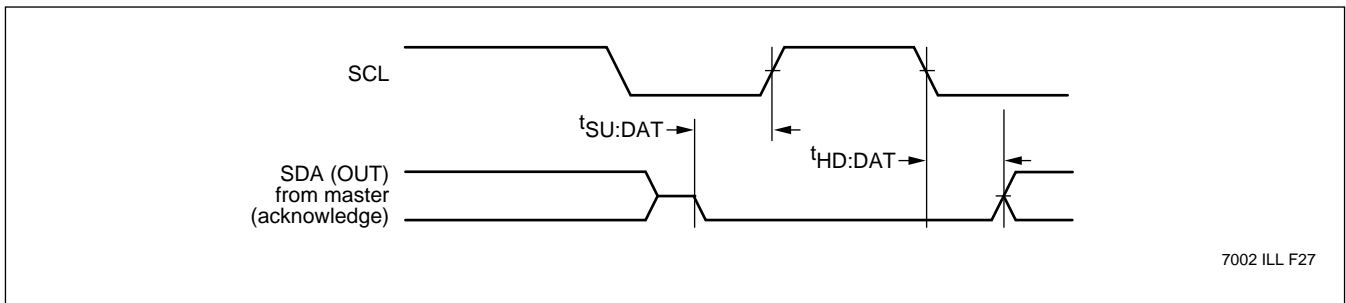 SCL
tSU:DAT
tHD:DAT
SDA (OUT)
from master
(acknowledge)
7002 ILL F27